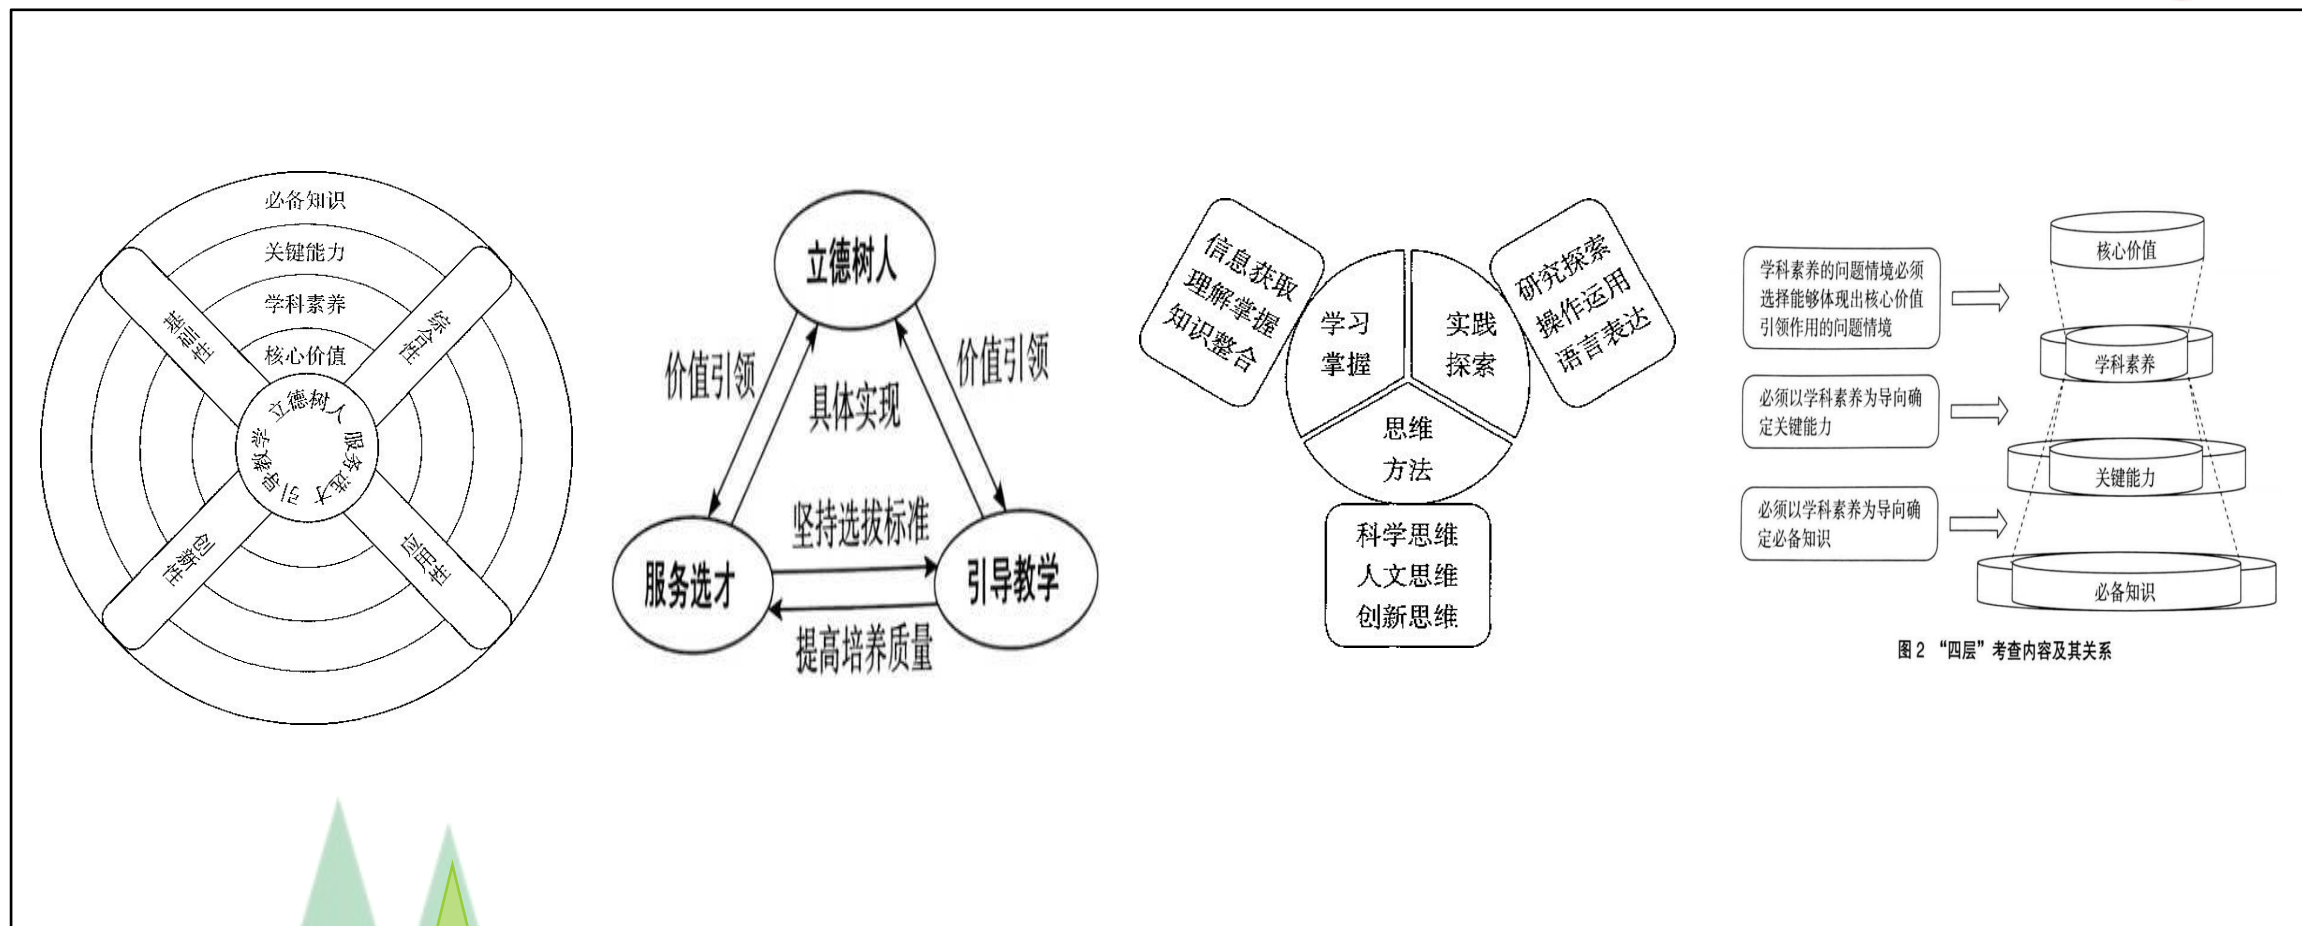 必备知识
关键能力
学科素养
核心价值
基础性
综合性
立德树人
服务选才
引导教学
创新性
应用性
立德树人
价值引领
具体实现
价值引领
坚持选拔标准
服务选才
引导教学
提高培养质量
信息获取
理解掌握
知识整合
学习
掌握
实践
探索
研究探索
操作运用
语言表达
思维
方法
科学思维
人文思维
创新思维
学科素养的问题情境必须
选择能够体现出核心价值
引领作用的问题情境
必须以学科素养为导向确
定关键能力
必须以学科素养为导向确
定必备知识
核心价值
学科素养
关键能力
必备知识
图2 “四层”考查内容及其关系